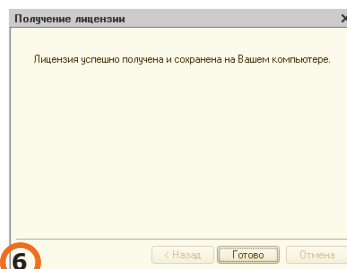 Получение лицензии
Лицензия успешно получена и сохранена на Вашем компьютере.
< Назад Готово Отмена
6